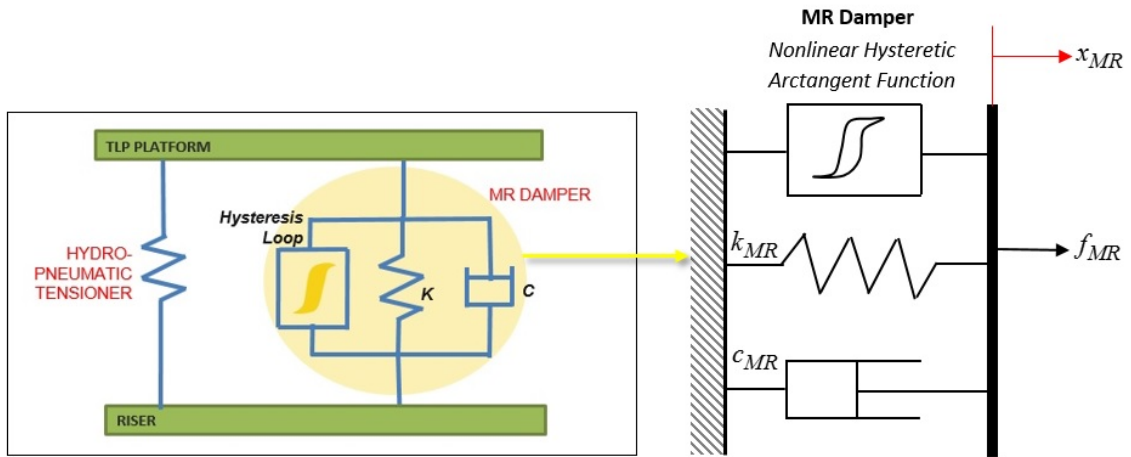 MR Damper
Nonlinear Hysteretic
Arctangent Function
x_MR
TLP PLATFORM
MR DAMPER
Hysteresis
Loop
HYDRO-
PNEUMATIC
TENSIONER
K
C
RISER
k_MR
f_MR
c_MR